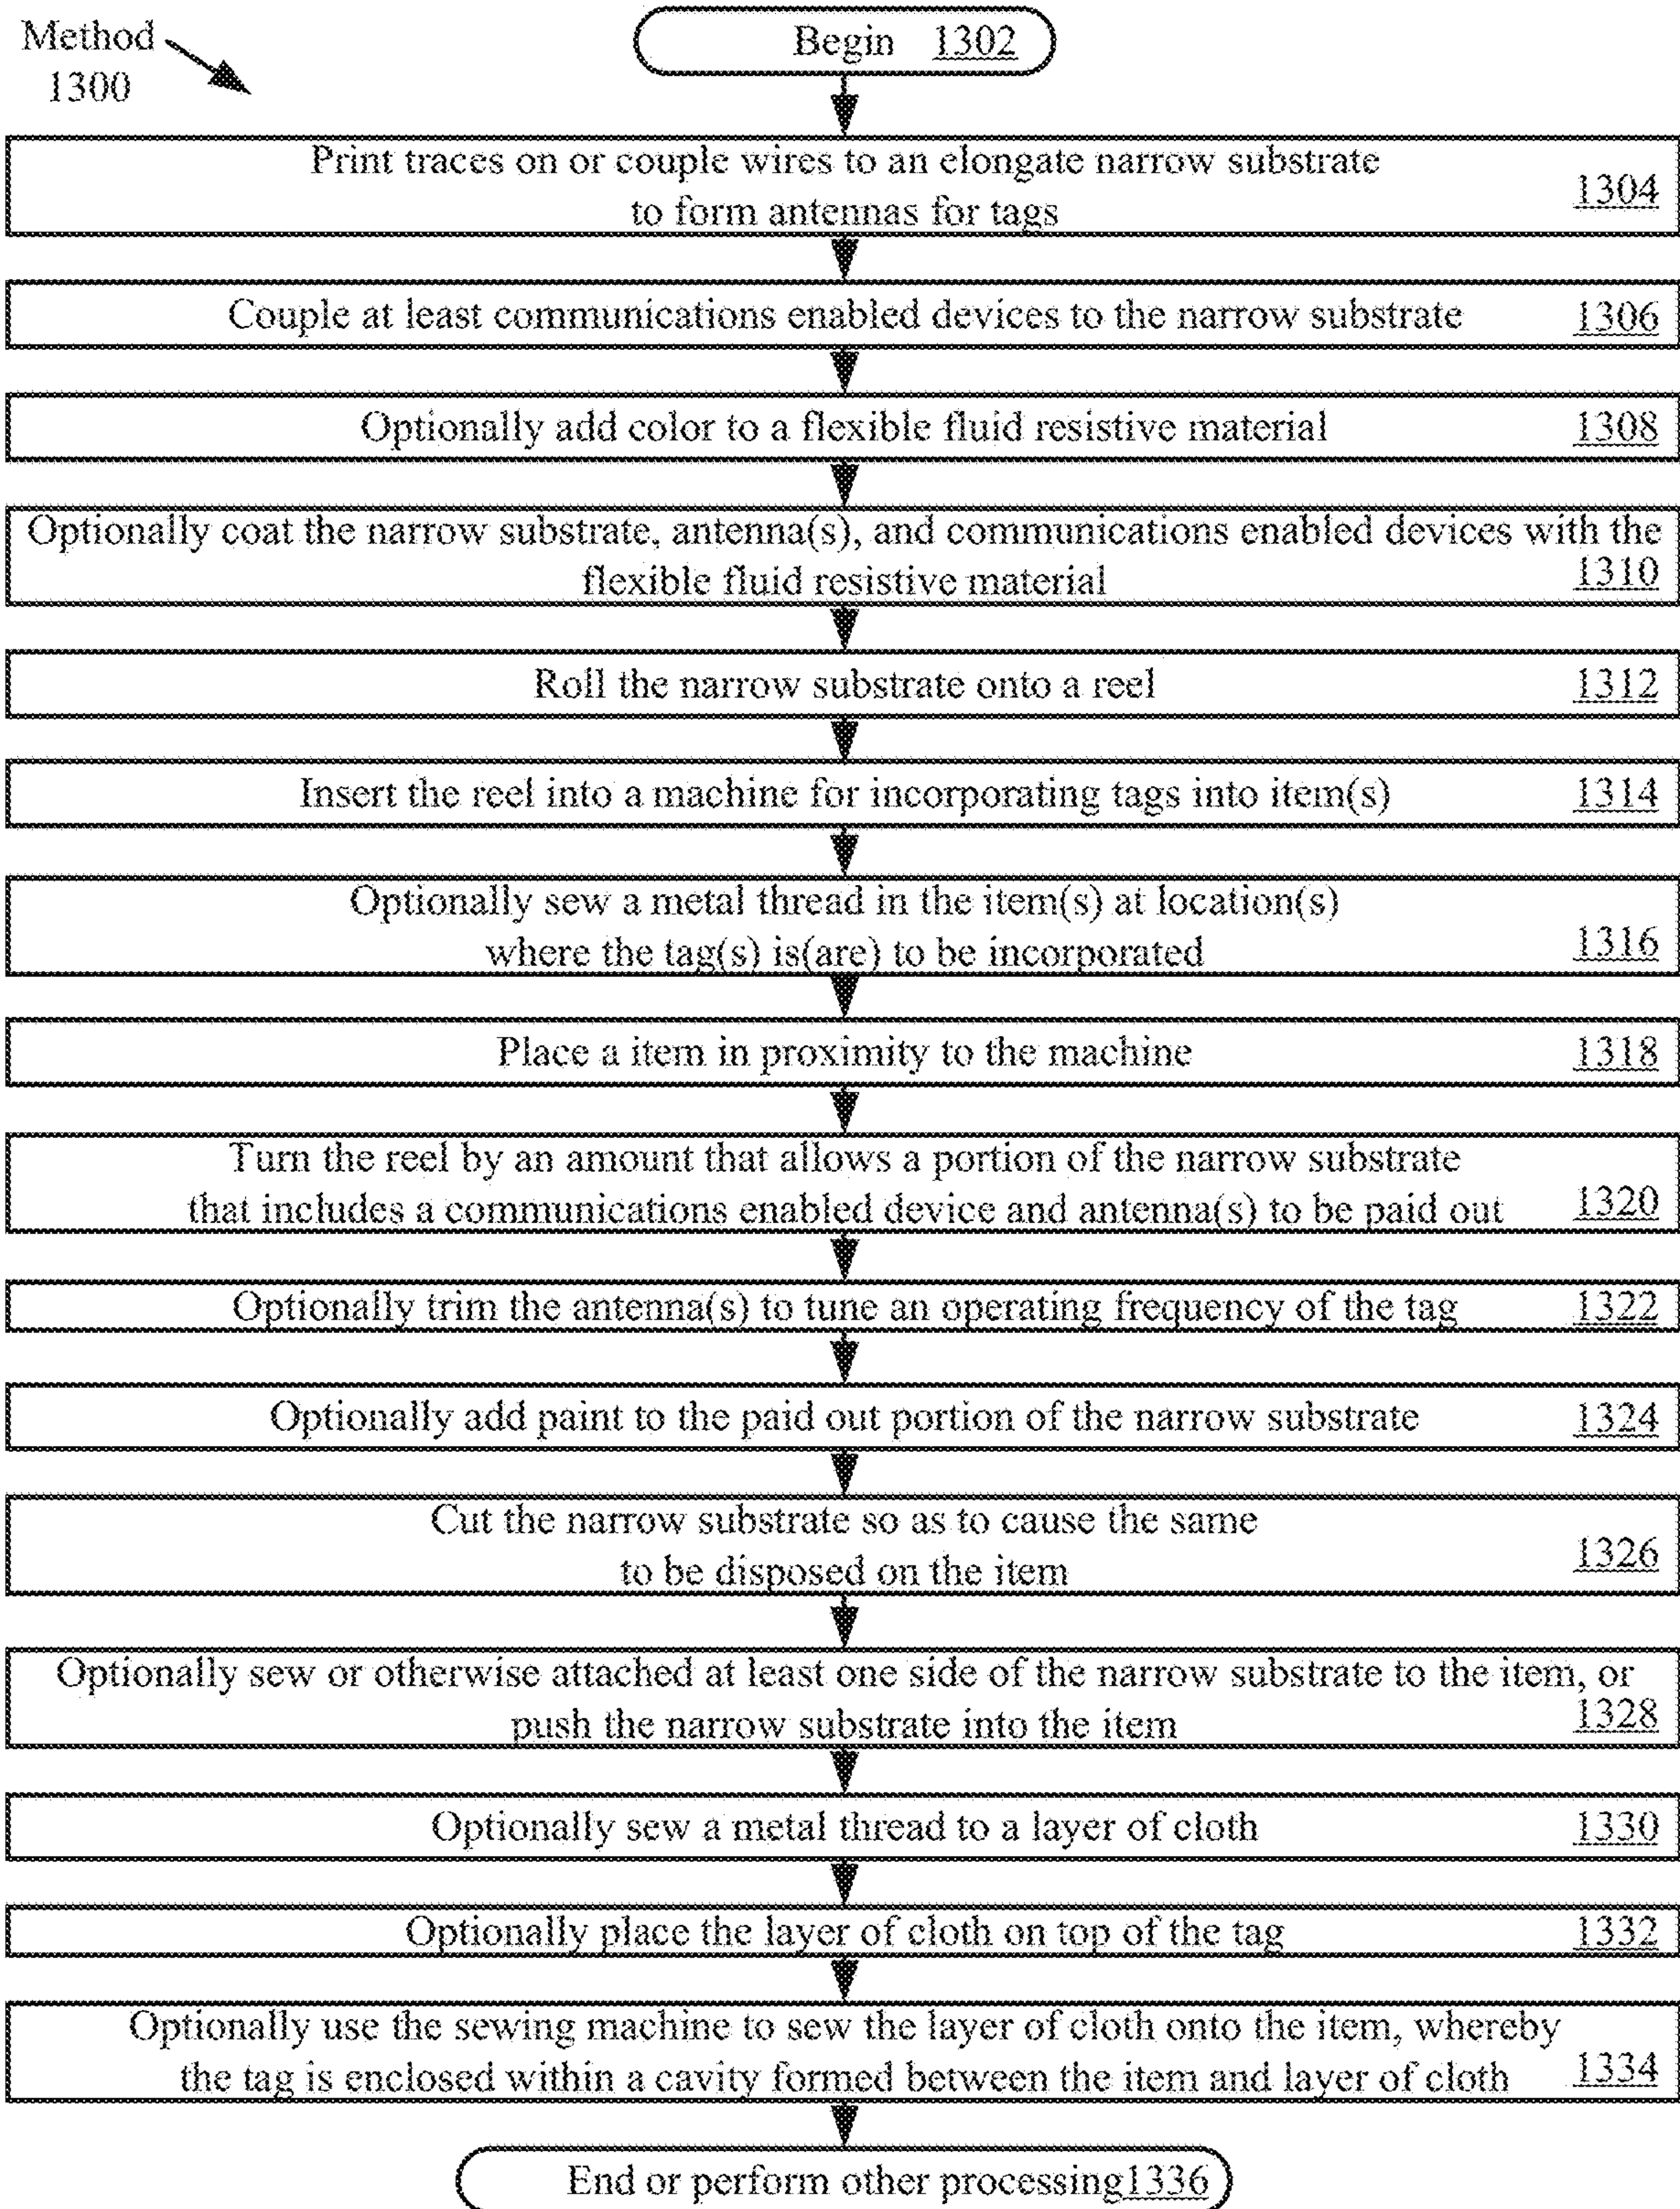 Method
1300
Begin 1302
Print traces on or couple wires to an elongate narrow substrate
to form antennas for tags
1304
Couple at least communications enabled devices to the narrow substrate 1306
Optionally add color to a flexible fluid resistive material 1308
Optionally coat the narrow substrate, antenna(s), and communications enabled devices with the
flexible fluid resistive material 1310
Roll the narrow substrate onto a reel 1312
Insert the reel into a machine for incorporating tags into item(s) 1314
Optionally sew a metal thread in the item(s) at location(s)
where the tag(s) is(are) to be incorporated 1316
Place a item in proximity to the machine 1318
Turn the reel by an amount that allows a portion of the narrow substrate
that includes a communications enabled device and antenna(s) to be paid out 1320
Optionally trim the antenna(s) to tune an operating frequency of the tag 1322
Optionally add paint to the paid out portion of the narrow substrate 1324
Cut the narrow substrate so as to cause the same
to be disposed on the item 1326
Optionally sew or otherwise attached at least one side of the narrow substrate to the item, or
push the narrow substrate into the item 1328
Optionally sew a metal thread to a layer of cloth 1330
Optionally place the layer of cloth on top of the tag 1332
Optionally use the sewing machine to sew the layer of cloth onto the item, whereby
the tag is enclosed within a cavity formed between the item and layer of cloth 1334
End or perform other processing 1336